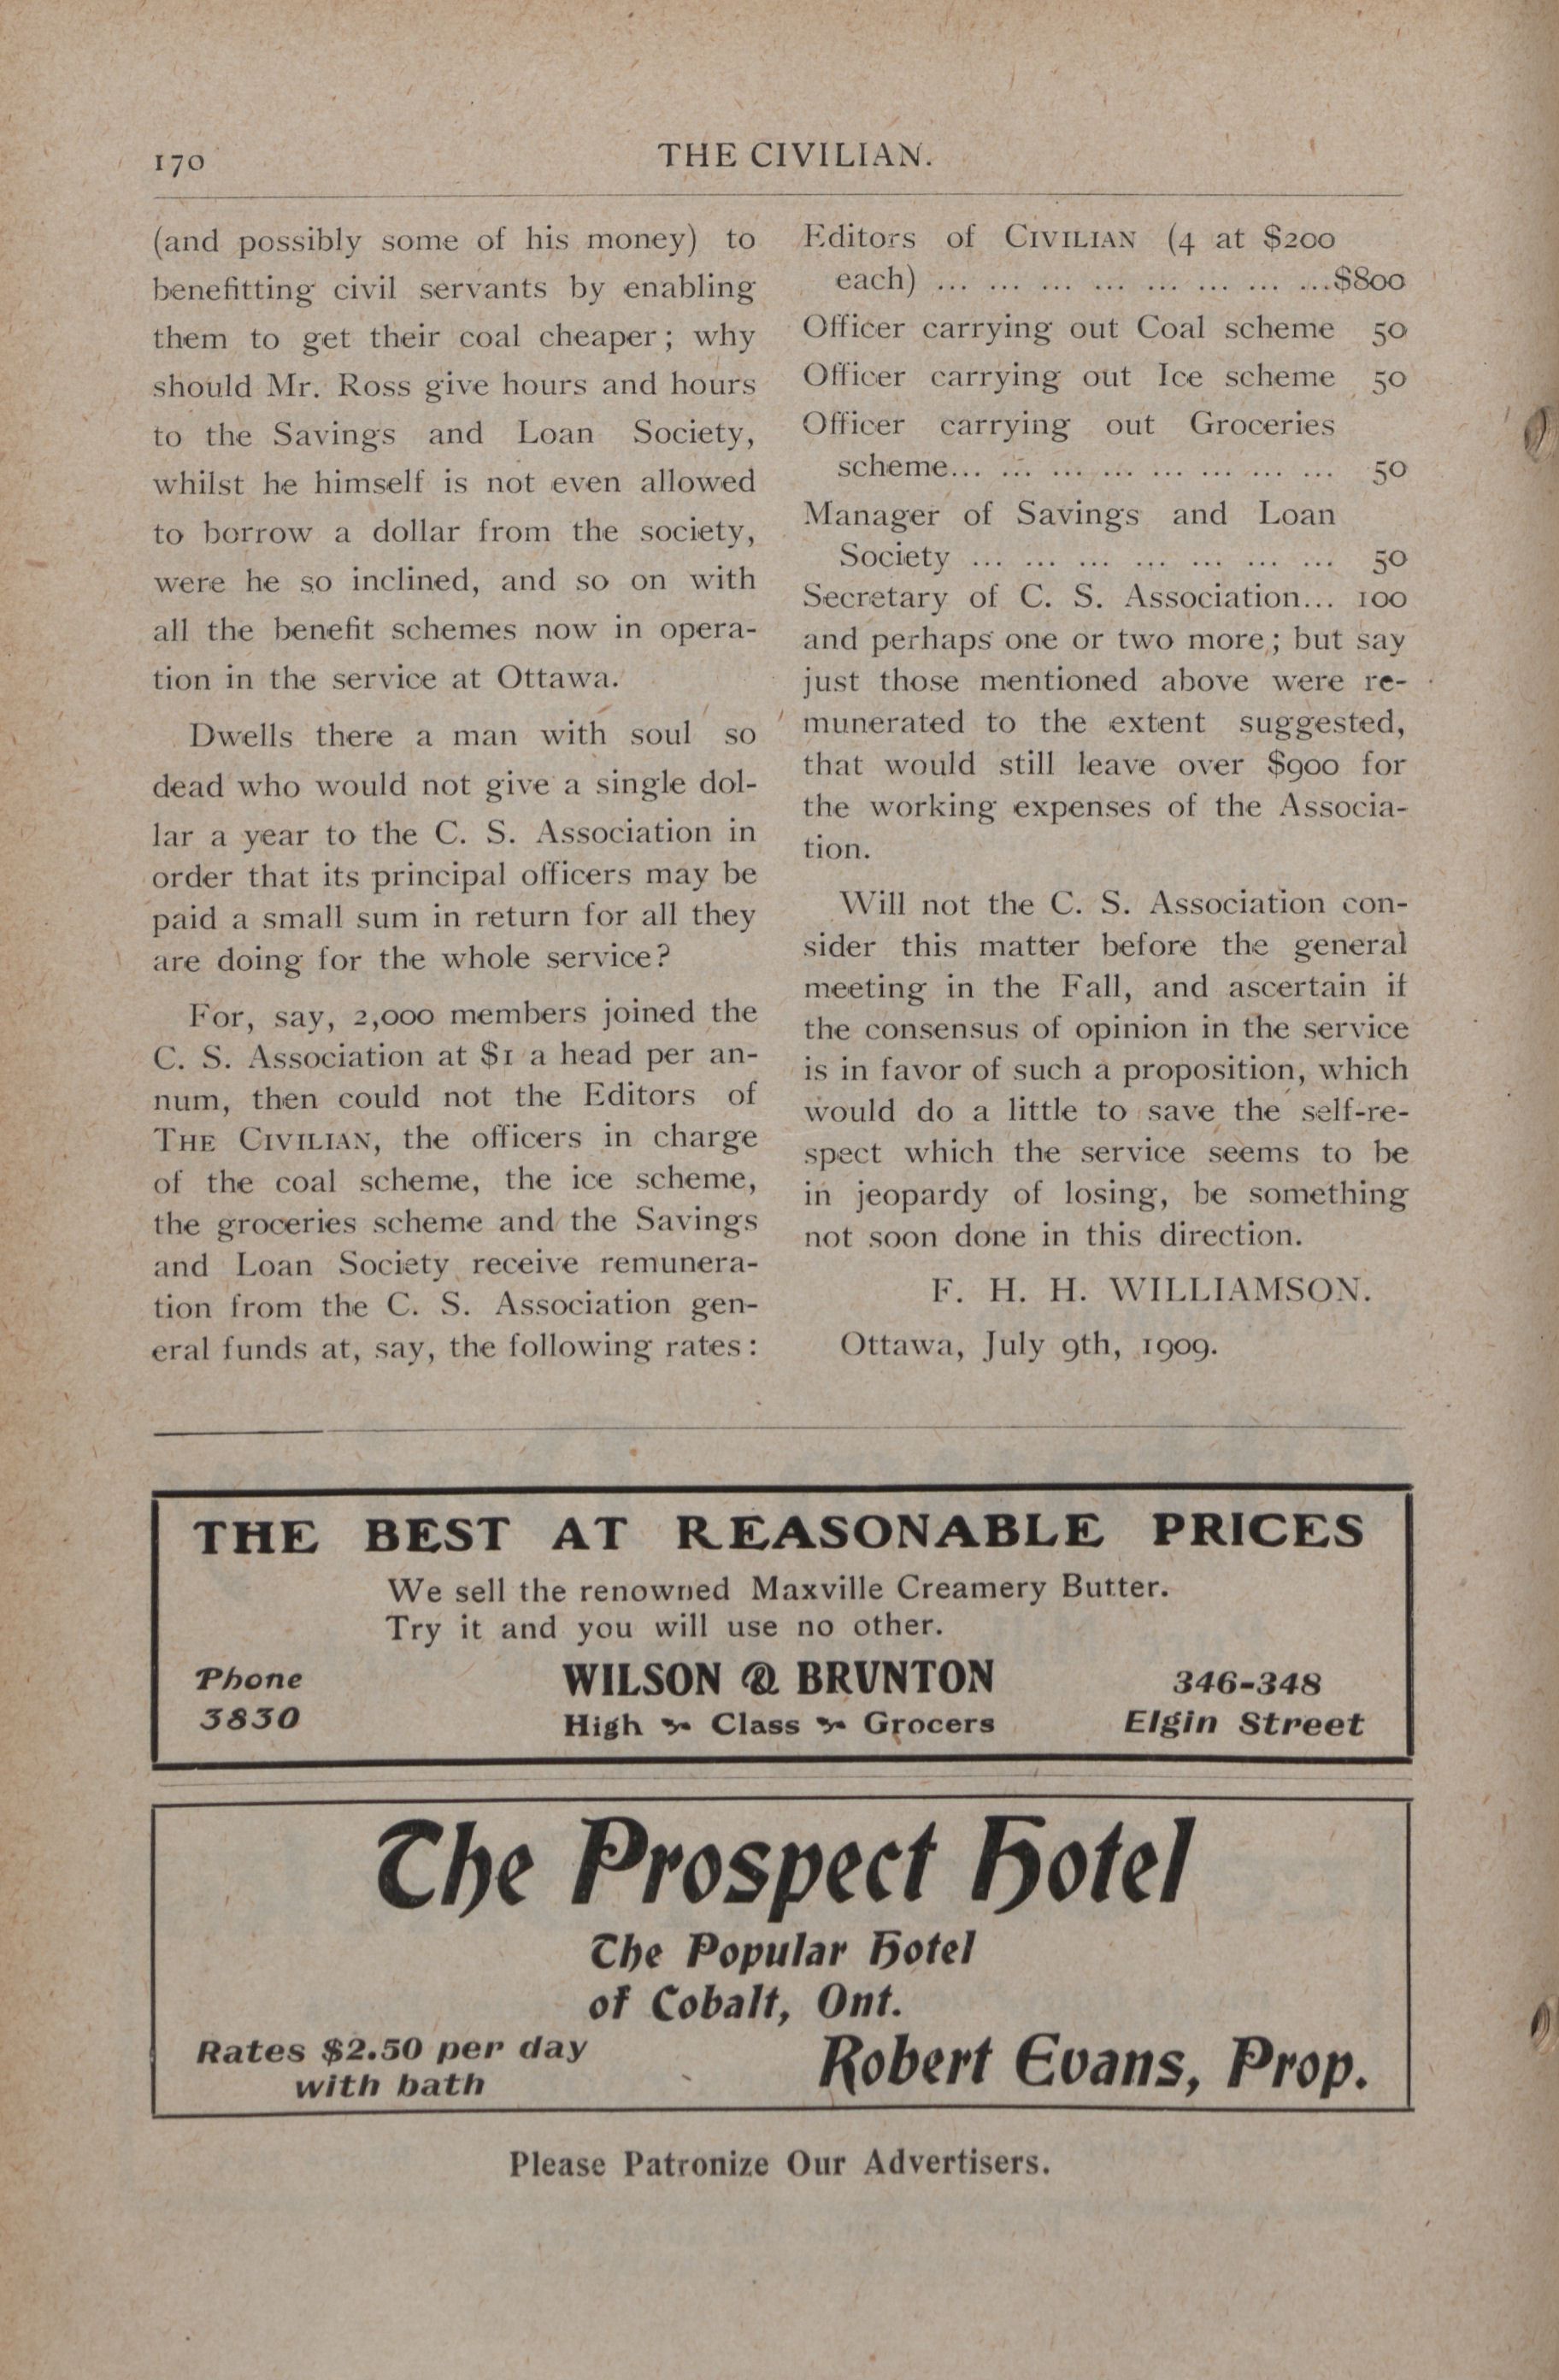 170
THE CIVILIAN.
(and possibly some of his money) to
benefitting civil servants by enabling
them to get their coal cheaper; why
should Mr. Ross give hours and hours
to the Savings and Loan Society,
whilst he himself is not even allowed
to borrow a dollar from the society,
were he so inclined, and so on with
all the benefit schemes now in opera-
tion in the service at Ottawa.
Dwells there a man with soul so
dead who would not give a single dol-
lar a year to the C. S. Association in
order that its principal officers may be
paid a small sum in return for all they
are doing for the whole service?
For, say, 2,000 members joined the
C. S. Association at $1 a head per an-
num, then could not the Editors of
THE CIVILIAN, the officers in charge
of the coal scheme, the ice scheme,
the groceries scheme and the Savings
and Loan Society receive remunera-
tion from the C. S. Association gen-
eral funds at, say, the following rates:
Editors of CIVILIAN (4 at $200
each) ... ... ... ... ... ... ... ...$800
Officer carrying out Coal scheme 50
Officer carrying out Ice scheme 50
Officer carrying out Groceries
scheme... ... ... ... ... ... ... ... 50
Manager of Savings and Loan
Society ... ... ... ... ... ... ... 50
Secretary of C. S. Association... 100
and perhaps one or two more; but say
just those mentioned above were re-
munerated to the extent suggested,
that would still leave over $900 for
the working expenses of the Associa-
tion.
Will not the C. S. Association con-
sider this matter before the general
meeting in the Fall, and ascertain if
the consensus of opinion in the service
is in favor of such a proposition, which
would do a little to save the self-re-
spect which the service seems to be
in jeopardy of losing, be something
not soon done in this direction.
F. H. H. WILLIAMSON.
Ottawa, July 9th, 1909.
THE BEST AT REASONABLE PRICES
We sell the renowned Maxville Creamery Butter.
Try it and you will use no other.
Phone
3830
WILSON & BRUNTON
High Class Grocers
346-348
Elgin Street
The Prospect Hotel
The Popular Hotel
of Cobalt, Ont.
Rates $2.50 per day
with bath
Robert Evans, Prop.
Please Patronize Our Advertisers.